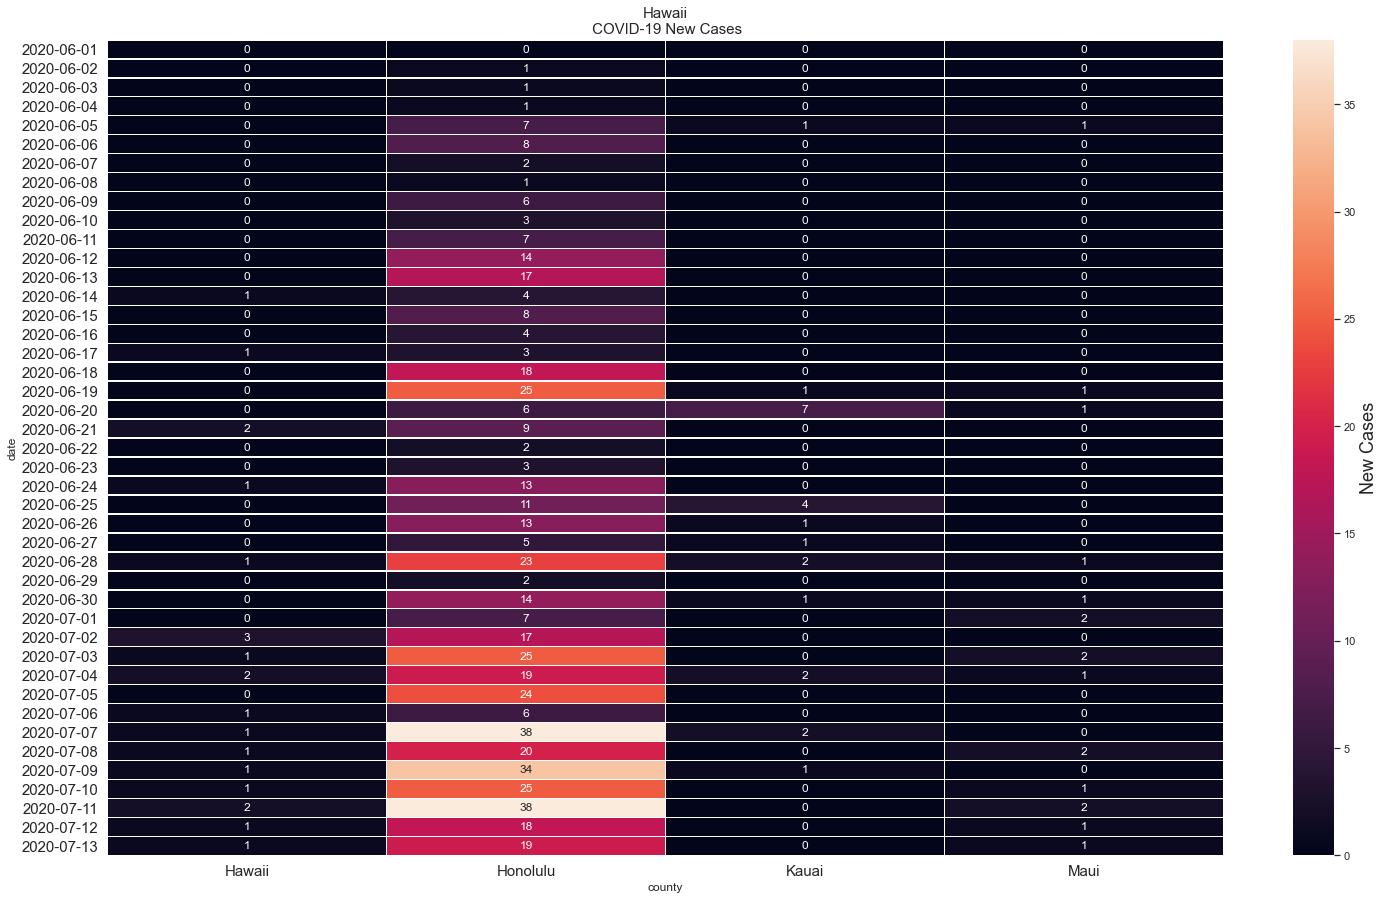 Hawaii
COVID-19 New Cases
2020-06-01 0 0 0 0
2020-06-02 0 1 0 0
2020-06-03 0 1 0 0
2020-06-04 0 1 0 0
2020-06-05 0 7 1 1
2020-06-06 0 8 0 0
2020-06-07 0 2 0 0
2020-06-08 0 1 0 0
2020-06-09 0 6 0 0
2020-06-10 0 3 0 0
2020-06-11 0 7 0 0
2020-06-12 0 14 0 0
2020-06-13 0 17 0 0
2020-06-14 1 4 0 0
2020-06-15 0 8 0 0
2020-06-16 0 4 0 0
2020-06-17 1 3 0 0
2020-06-18 0 18 0 0
2020-06-19 0 25 1 1
2020-06-20 0 6 7 1
2020-06-21 2 9 0 0
2020-06-22 0 2 0 0
2020-06-23 0 3 0 0
2020-06-24 1 13 0 0
2020-06-25 0 11 4 0
2020-06-26 0 13 1 0
2020-06-27 0 5 1 0
2020-06-28 1 23 2 1
2020-06-29 0 2 0 0
2020-06-30 0 14 1 1
2020-07-01 0 7 0 2
2020-07-02 3 17 0 0
2020-07-03 1 25 0 2
2020-07-04 2 19 2 1
2020-07-05 0 24 0 0
2020-07-06 1 6 0 0
2020-07-07 1 38 2 0
2020-07-08 1 20 0 2
2020-07-09 1 34 1 0
2020-07-10 1 25 0 1
2020-07-11 2 38 0 2
2020-07-12 1 18 0 1
2020-07-13 1 19 0 1
date
Hawaii Honolulu Kauai Maui
county
35
30
25
20
15
10
5
0
New Cases